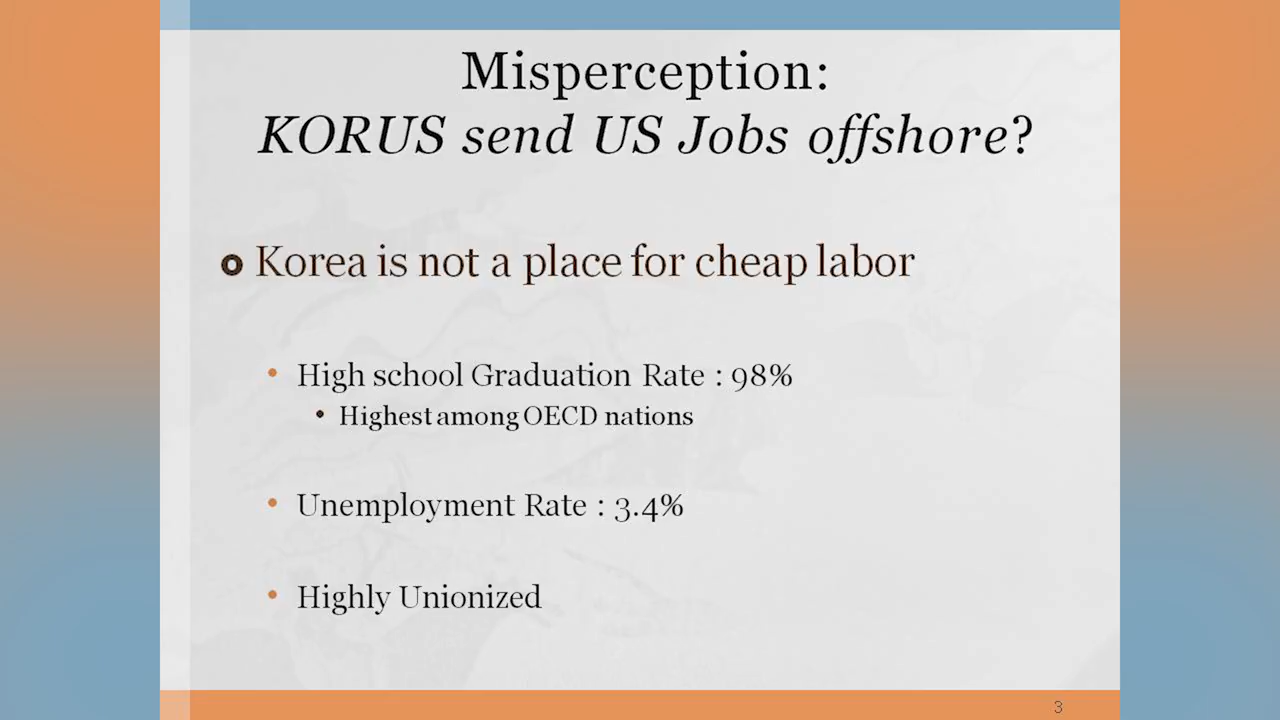 Misperception:
KORUS send US Jobs offshore?
Korea is not a place for cheap labor
High school Graduation Rate : 98%
Highest among OECD nations
Unemployment Rate : 3.4%
Highly Unionized
3